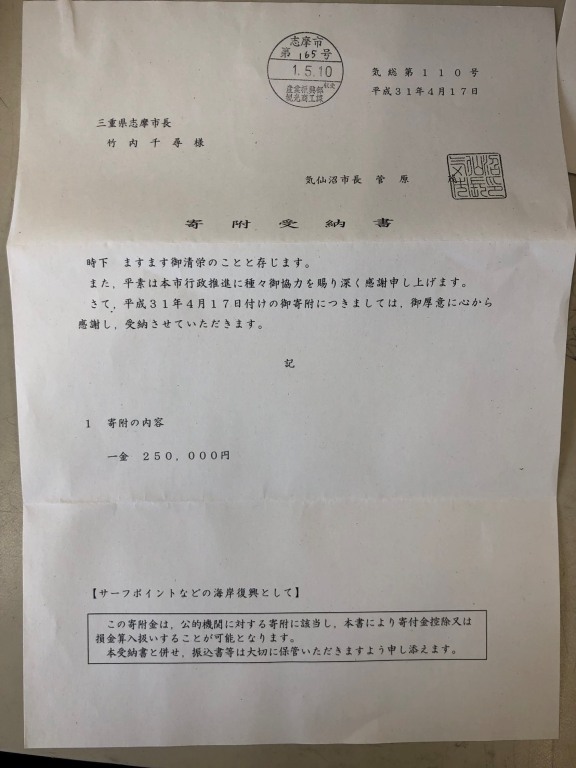 志摩市
第165号
1.5.10
観光商工課
気総第110号
平成31年4月17日
三重県志摩市長
竹内千尋様
気仙沼市長 菅原
寄附受納書
時下 ますます御清栄のことと存じます。
また,平素は本市行政推進に種々御協力を賜り深く感謝申し上げます。
さて,平成31年4月17日付けの御寄附につきましては,御厚意に心から
感謝し,受納させていただきます。
記
1 寄附の内容
一金 250,000円
【サーフポイントなどの海岸復興として】
この寄附金は,公的機関に対する寄附に該当し,本書により寄付金控除又は
損金算入扱いすることが可能となります。
本受納書と併せ,振込書等は大切に保管いただきますよう申し添えます。